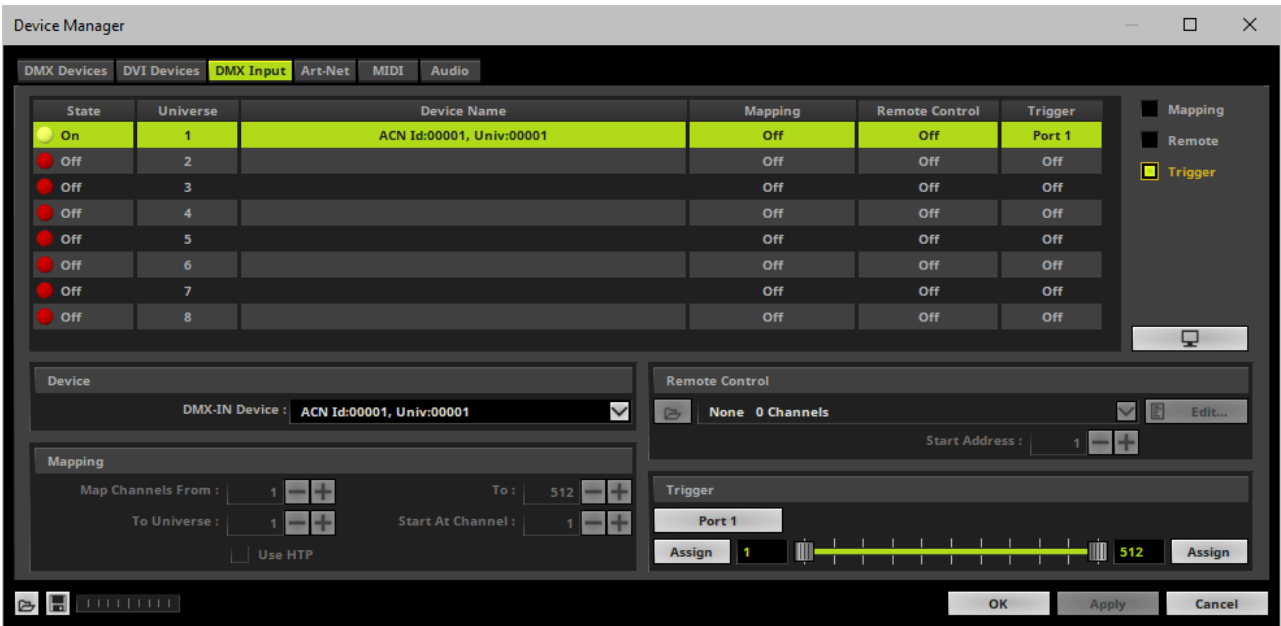 Device Manager
DMX Devices DVI Devices DMX Input Art-Net MIDI Audio
State Universe Device Name Mapping Remote Control Trigger
On 1 ACN Id:00001, Univ:00001 Off Off Port 1
Off 2 Off Off Off
Off 3 Off Off Off
Off 4 Off Off Off
Off 5 Off Off Off
Off 6 Off Off Off
Off 7 Off Off Off
Off 8 Off Off Off
Mapping
Remote
Trigger
Device
DMX-IN Device : ACN Id:00001, Univ:00001
Mapping
Map Channels From : 1 To : 512
To Universe : 1 Start At Channel : 1
Use HTP
Remote Control
None 0 Channels Edit...
Start Address : 1
Trigger
Port 1
Assign 1 512 Assign
OK Apply Cancel